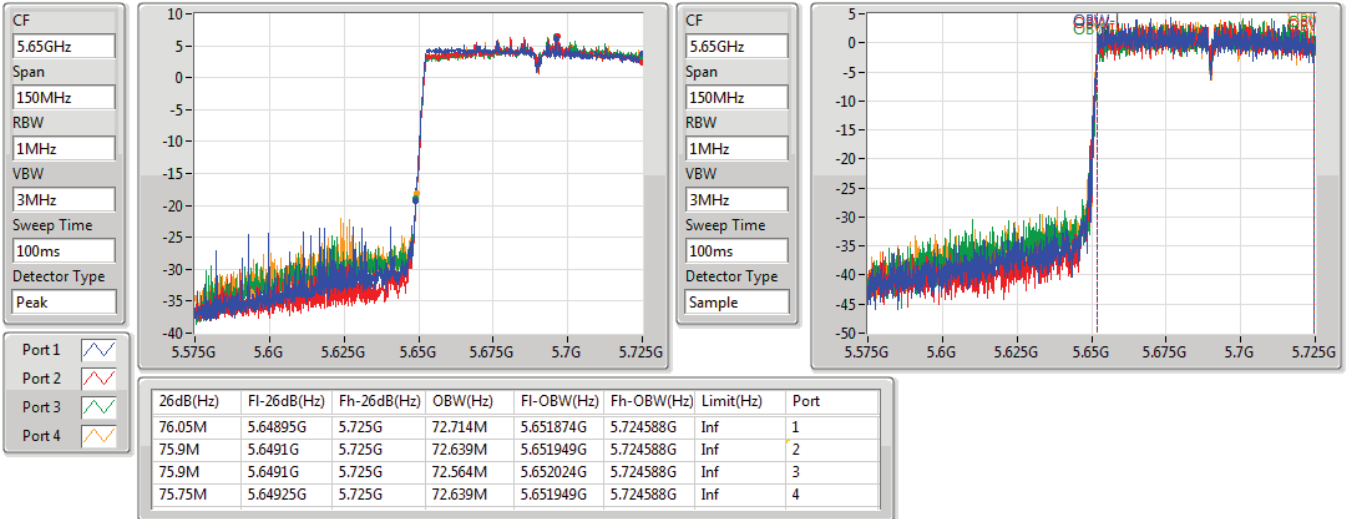 CF
5.65GHz
Span
150MHz
RBW
1MHz
VBW
3MHz
Sweep Time
100ms
Detector Type
Peak
10
5
0
-5
-10
-15
-20
-25
-30
-35
-40
5.575G 5.6G 5.625G 5.65G 5.675G 5.7G 5.725G
CF
5.65GHz
Span
150MHz
RBW
1MHz
VBW
3MHz
Sweep Time
100ms
Detector Type
Sample
5
0
-5
-10
-15
-20
-25
-30
-35
-40
-45
-50
5.575G 5.6G 5.625G 5.65G 5.675G 5.7G 5.725G
Port 1
Port 2
Port 3
Port 4
26dB(Hz) Fl-26dB(Hz) Fh-26dB(Hz) OBW(Hz) Fl-OBW(Hz) Fh-OBW(Hz) Limit(Hz) Port
76.05M 5.64895G 5.725G 72.714M 5.651874G 5.724588G Inf 1
75.9M 5.6491G 5.725G 72.639M 5.651949G 5.724588G Inf 2
75.9M 5.6491G 5.725G 72.564M 5.652024G 5.724588G Inf 3
75.75M 5.64925G 5.725G 72.639M 5.651949G 5.724588G Inf 4